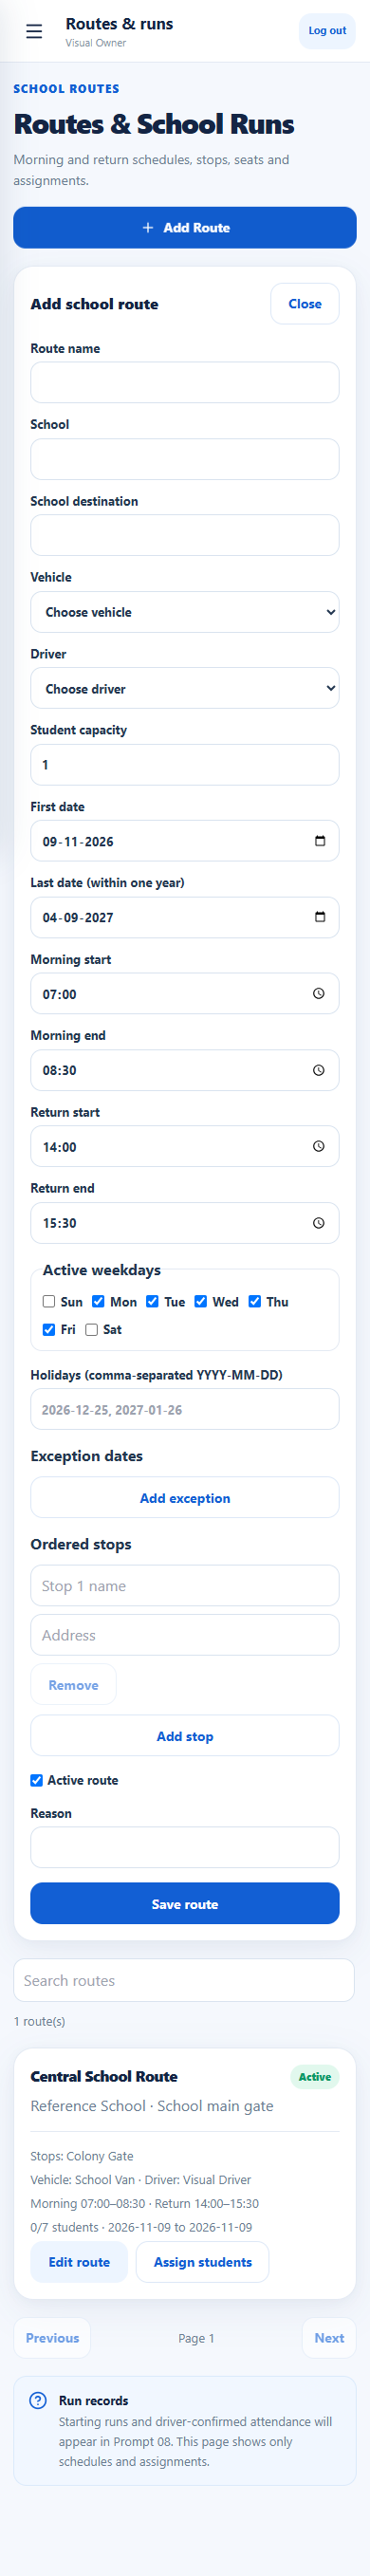 Routes & runs
Visual Owner
Log out
SCHOOL ROUTES
Routes & School Runs
Morning and return schedules, stops, seats and
assignments.
+ Add Route
Add school route
Close
Route name
School
School destination
Vehicle
Choose vehicle
Driver
Choose driver
Student capacity
1
First date
09-11-2026
Last date (within one year)
04-09-2027
Morning start
07:00
Morning end
08:30
Return start
14:00
Return end
15:30
Active weekdays
Sun Mon Tue Wed Thu
Fri Sat
Holidays (comma-separated YYYY-MM-DD)
2026-12-25, 2027-01-26
Exception dates
Add exception
Ordered stops
Stop 1 name
Address
Remove
Add stop
Active route
Reason
Save route
Search routes
1 route(s)
Central School Route
Active
Reference School · School main gate
Stops: Colony Gate
Vehicle: School Van · Driver: Visual Driver
Morning 07:00–08:30 · Return 14:00–15:30
0/7 students · 2026-11-09 to 2026-11-09
Edit route
Assign students
Previous
Page 1
Next
Run records
Starting runs and driver-confirmed attendance will
appear in Prompt 08. This page shows only
schedules and assignments.